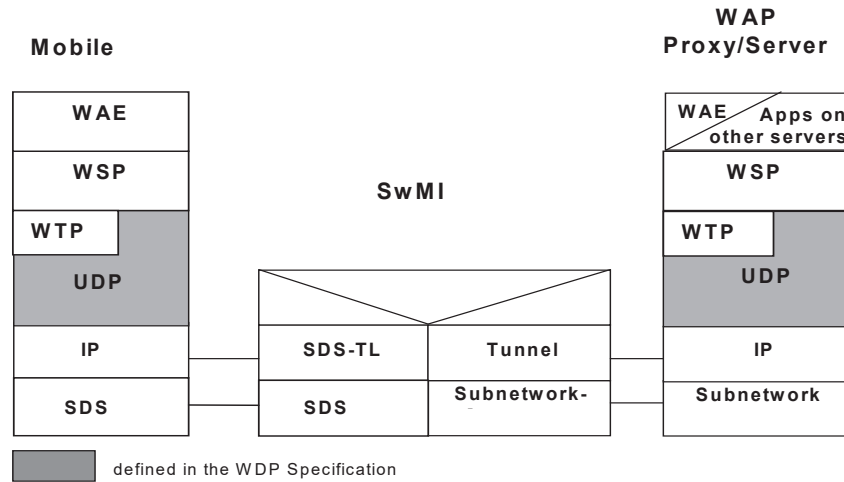 Mobile
WAP
Proxy/Server
WAE
WSP
WTP
UDP
IP
SDS
SwMI
SDS-TL
Tunnel
SDS
Subnetwork-
WAE
Apps on
other servers
WSP
WTP
UDP
IP
Subnetwork
defined in the WDP Specification